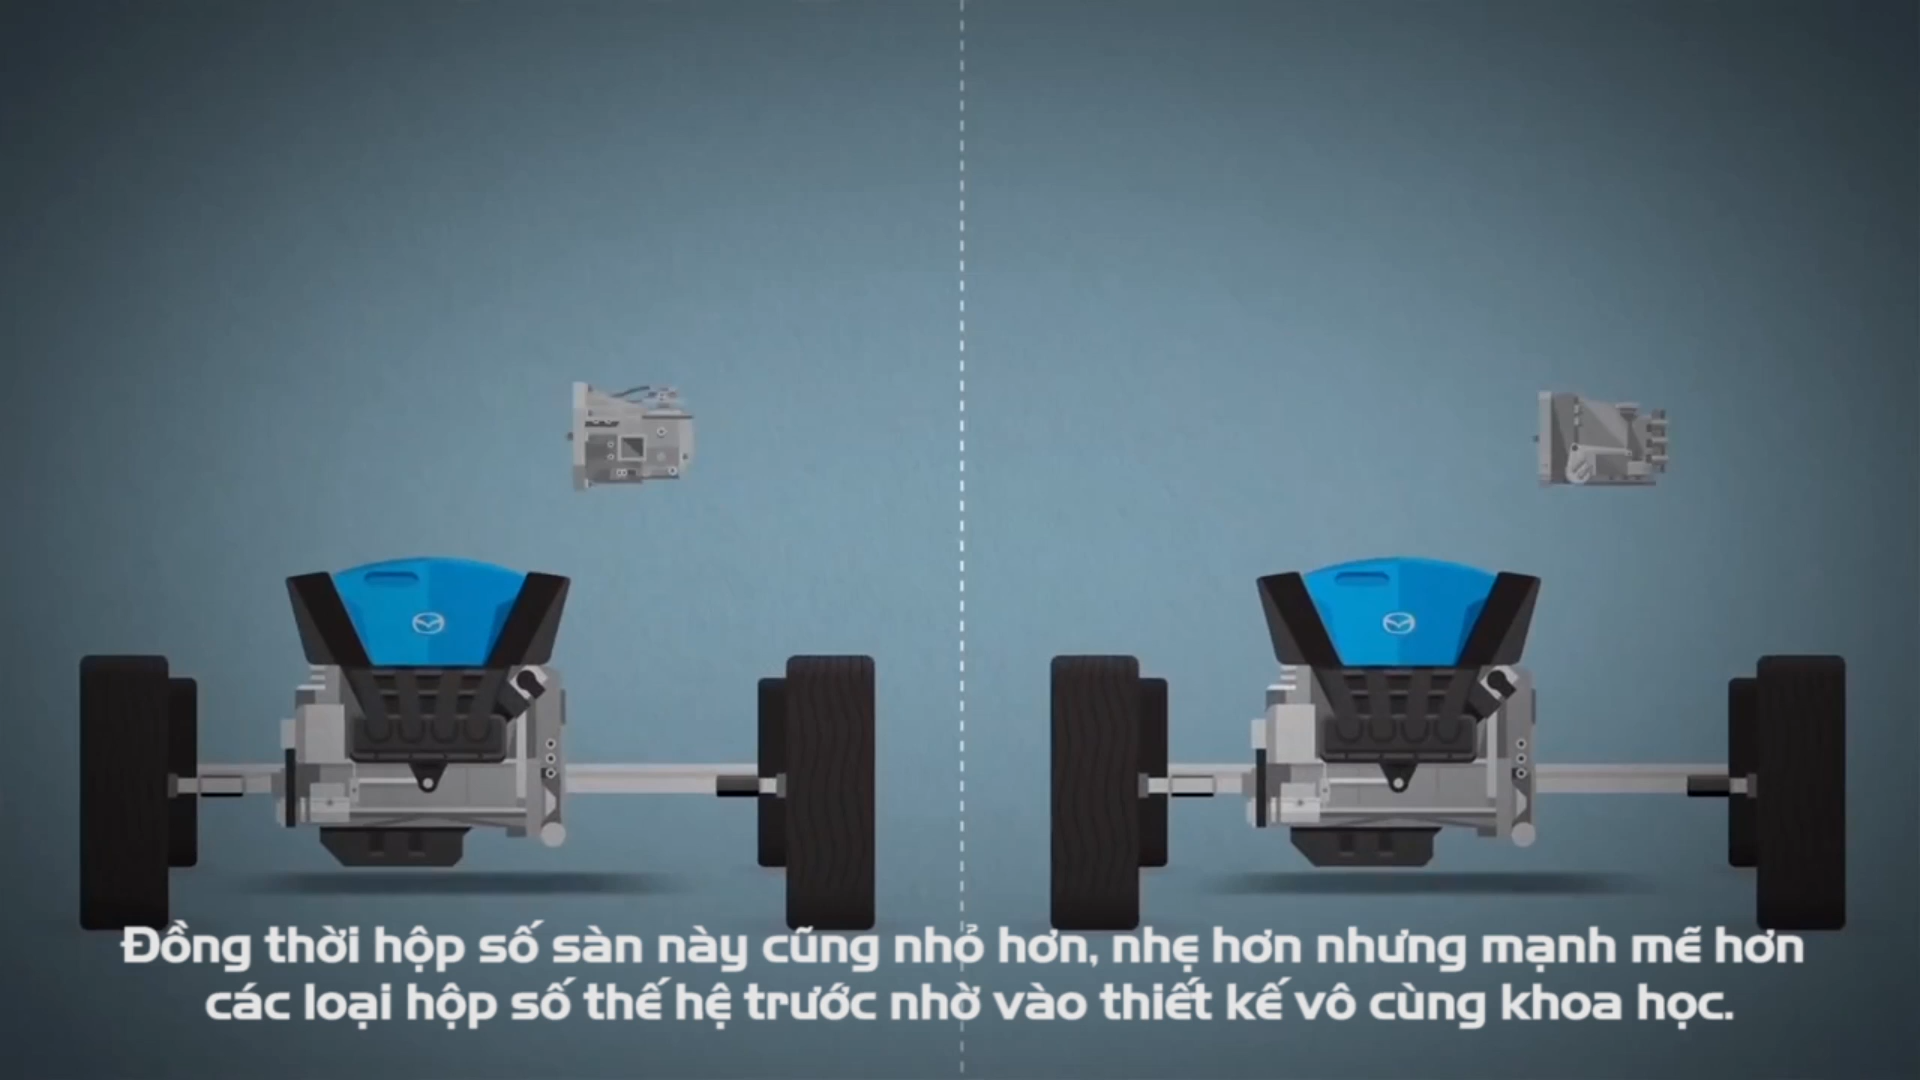 Đồng thời hộp số sàn này cũng nhỏ hơn, nhẹ hơn nhưng mạnh mẽ hơn
các loại hộp số thế hệ trước nhờ vào thiết kế vô cùng khoa học.